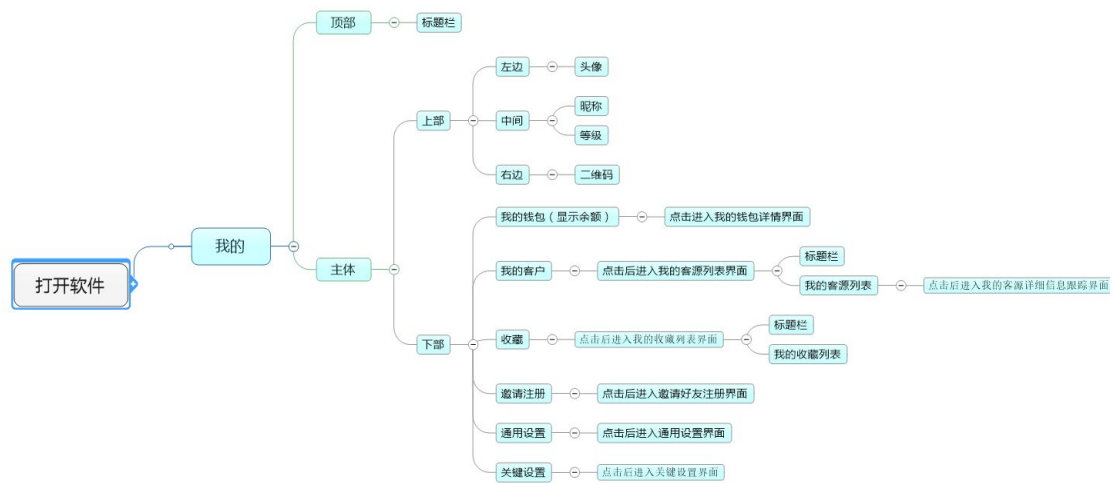 打开软件
我的
顶部
标题栏
主体
上部
左边
头像
中间
昵称
等级
右边
二维码
下部
我的钱包（显示余额）
点击进入我的钱包详情界面
我的客户
点击后进入我的客源列表界面
标题栏
我的客源列表
点击后进入我的客源详细信息跟踪界面
收藏
点击后进入我的收藏列表界面
标题栏
我的收藏列表
邀请注册
点击后进入邀请好友注册界面
通用设置
点击后进入通用设置界面
关键设置
点击后进入关键设置界面